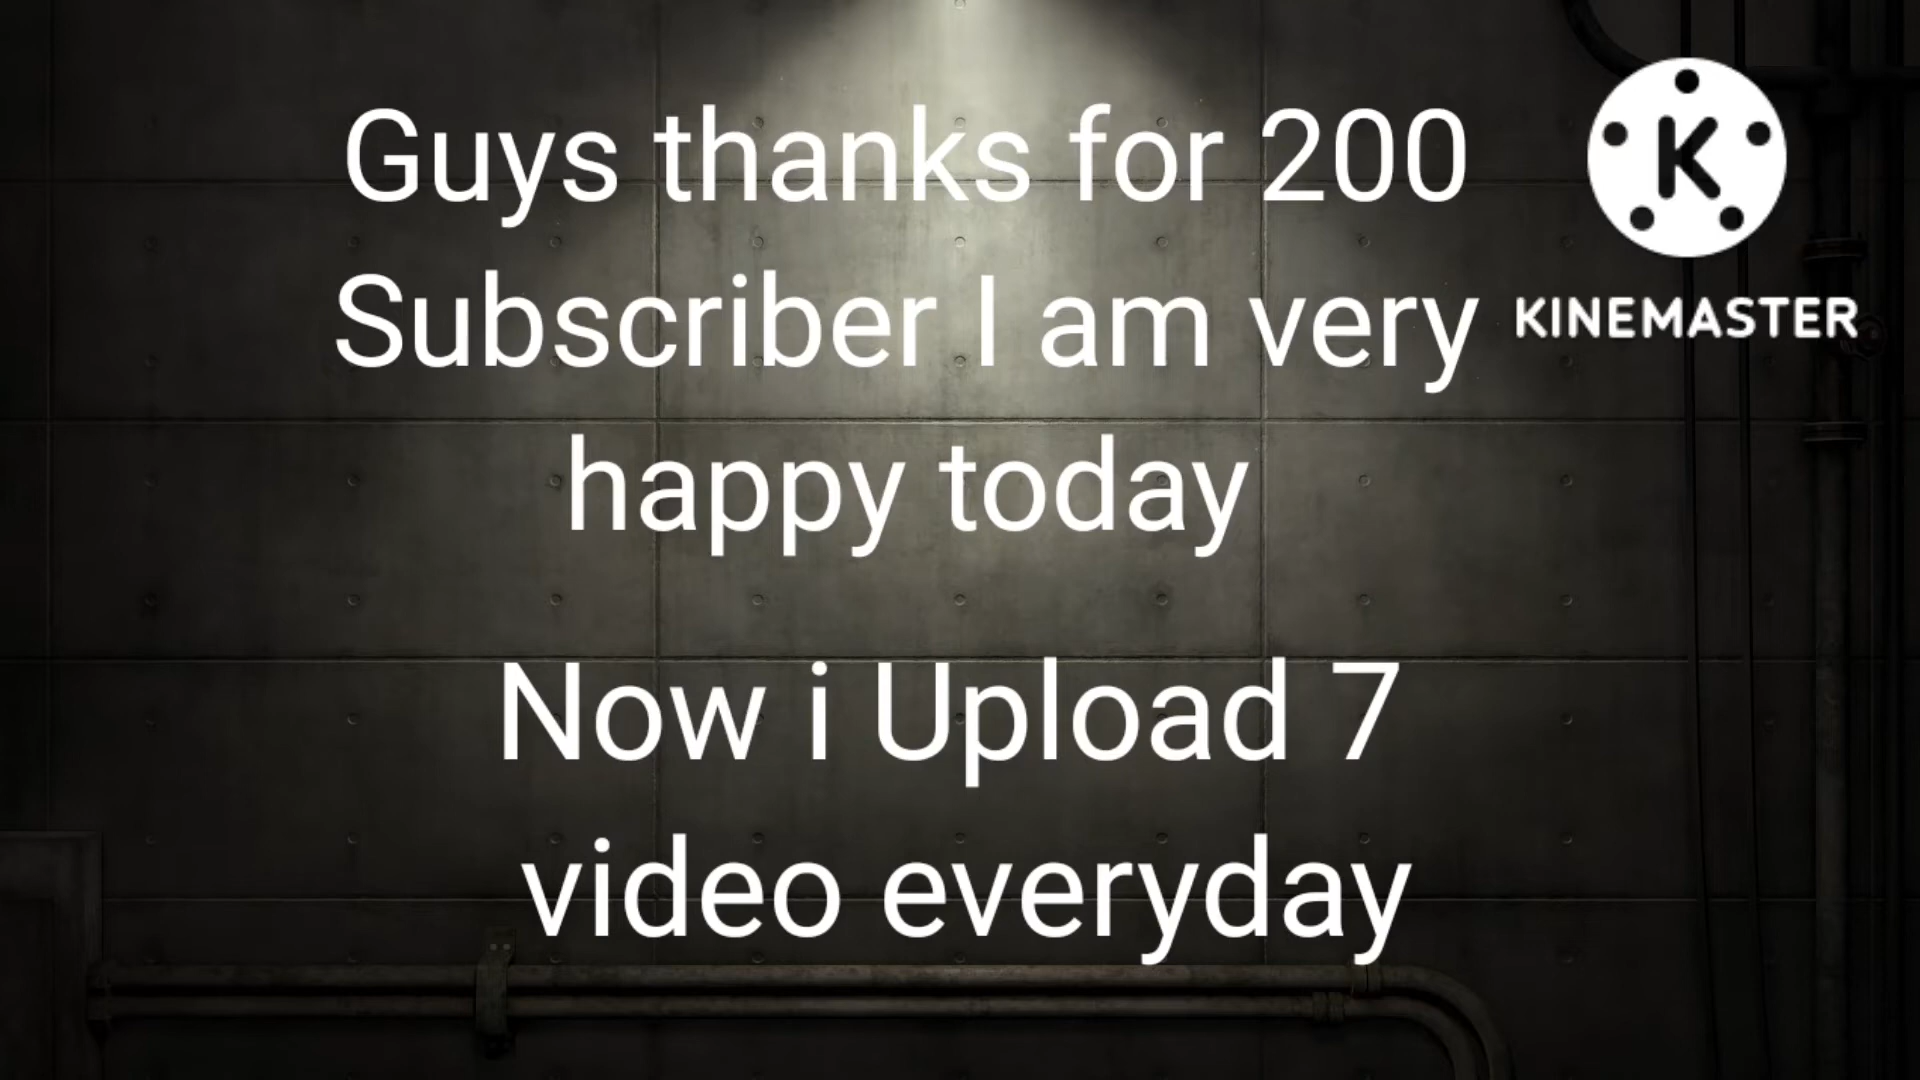 Guys thanks for 200
Subscriber I am very
happy today
Now i Upload 7
video everyday
K
KINEMASTER